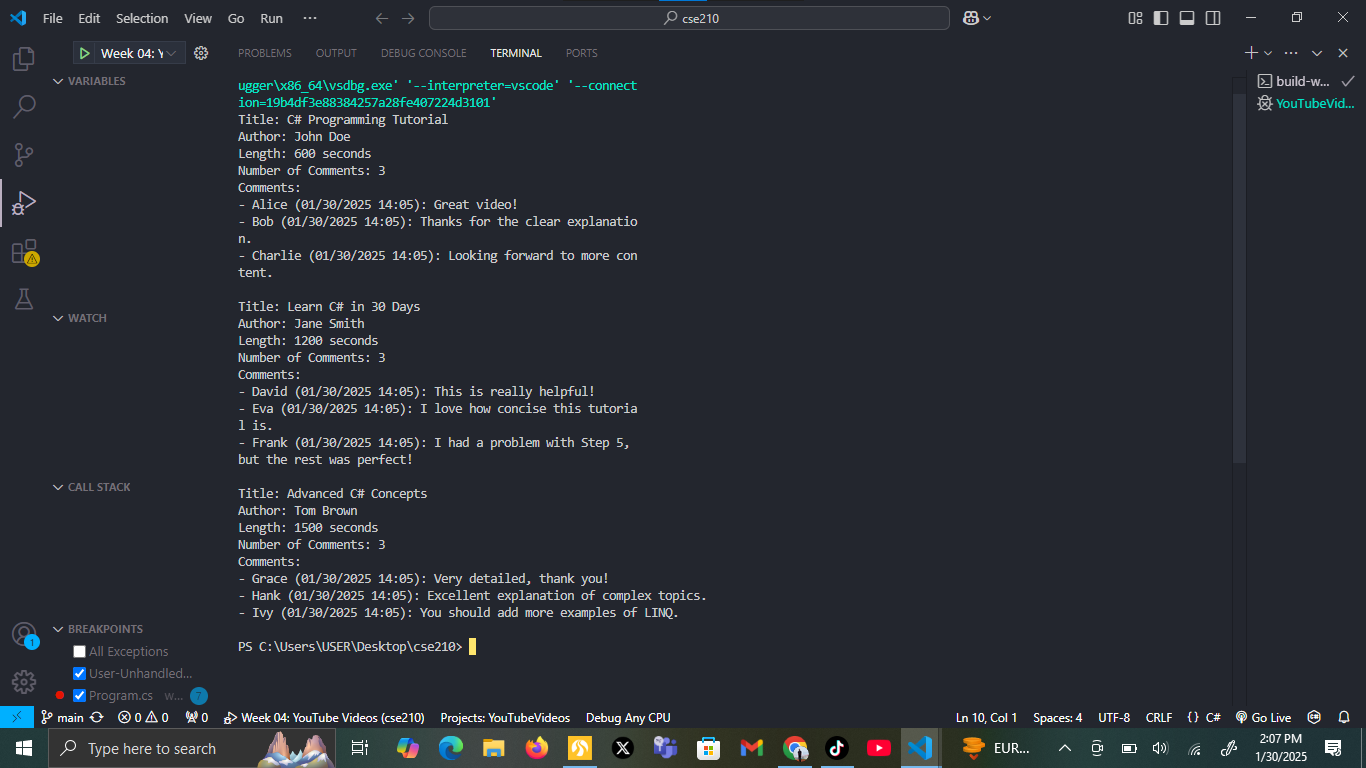 File Edit Selection View Go Run ···
cse210
Week 04: Y
PROBLEMS OUTPUT DEBUG CONSOLE TERMINAL PORTS
VARIABLES
WATCH
CALL STACK
BREAKPOINTS
All Exceptions
User-Unhandled...
Program.cs w... 7
1
ugger\x86_64\vsdbg.exe' '--interpreter=vscode' '--connect
ion=19b4df3e88384257a28fe407224d3101'
Title: C# Programming Tutorial
Author: John Doe
Length: 600 seconds
Number of Comments: 3
Comments:
- Alice (01/30/2025 14:05): Great video!
- Bob (01/30/2025 14:05): Thanks for the clear explanatio
n.
- Charlie (01/30/2025 14:05): Looking forward to more con
tent.
Title: Learn C# in 30 Days
Author: Jane Smith
Length: 1200 seconds
Number of Comments: 3
Comments:
- David (01/30/2025 14:05): This is really helpful!
- Eva (01/30/2025 14:05): I love how concise this tutoria
l is.
- Frank (01/30/2025 14:05): I had a problem with Step 5,
but the rest was perfect!
Title: Advanced C# Concepts
Author: Tom Brown
Length: 1500 seconds
Number of Comments: 3
Comments:
- Grace (01/30/2025 14:05): Very detailed, thank you!
- Hank (01/30/2025 14:05): Excellent explanation of complex topics.
- Ivy (01/30/2025 14:05): You should add more examples of LINQ.
PS C:\Users\USER\Desktop\cse210>
build-w...
YouTubeVid...
main 0 0 0 Week 04: YouTube Videos (cse210) Projects: YouTubeVideos Debug Any CPU Ln 10, Col 1 Spaces: 4 UTF-8 CRLF {} C# Go Live
Type here to search
EUR...
2:07 PM
1/30/2025